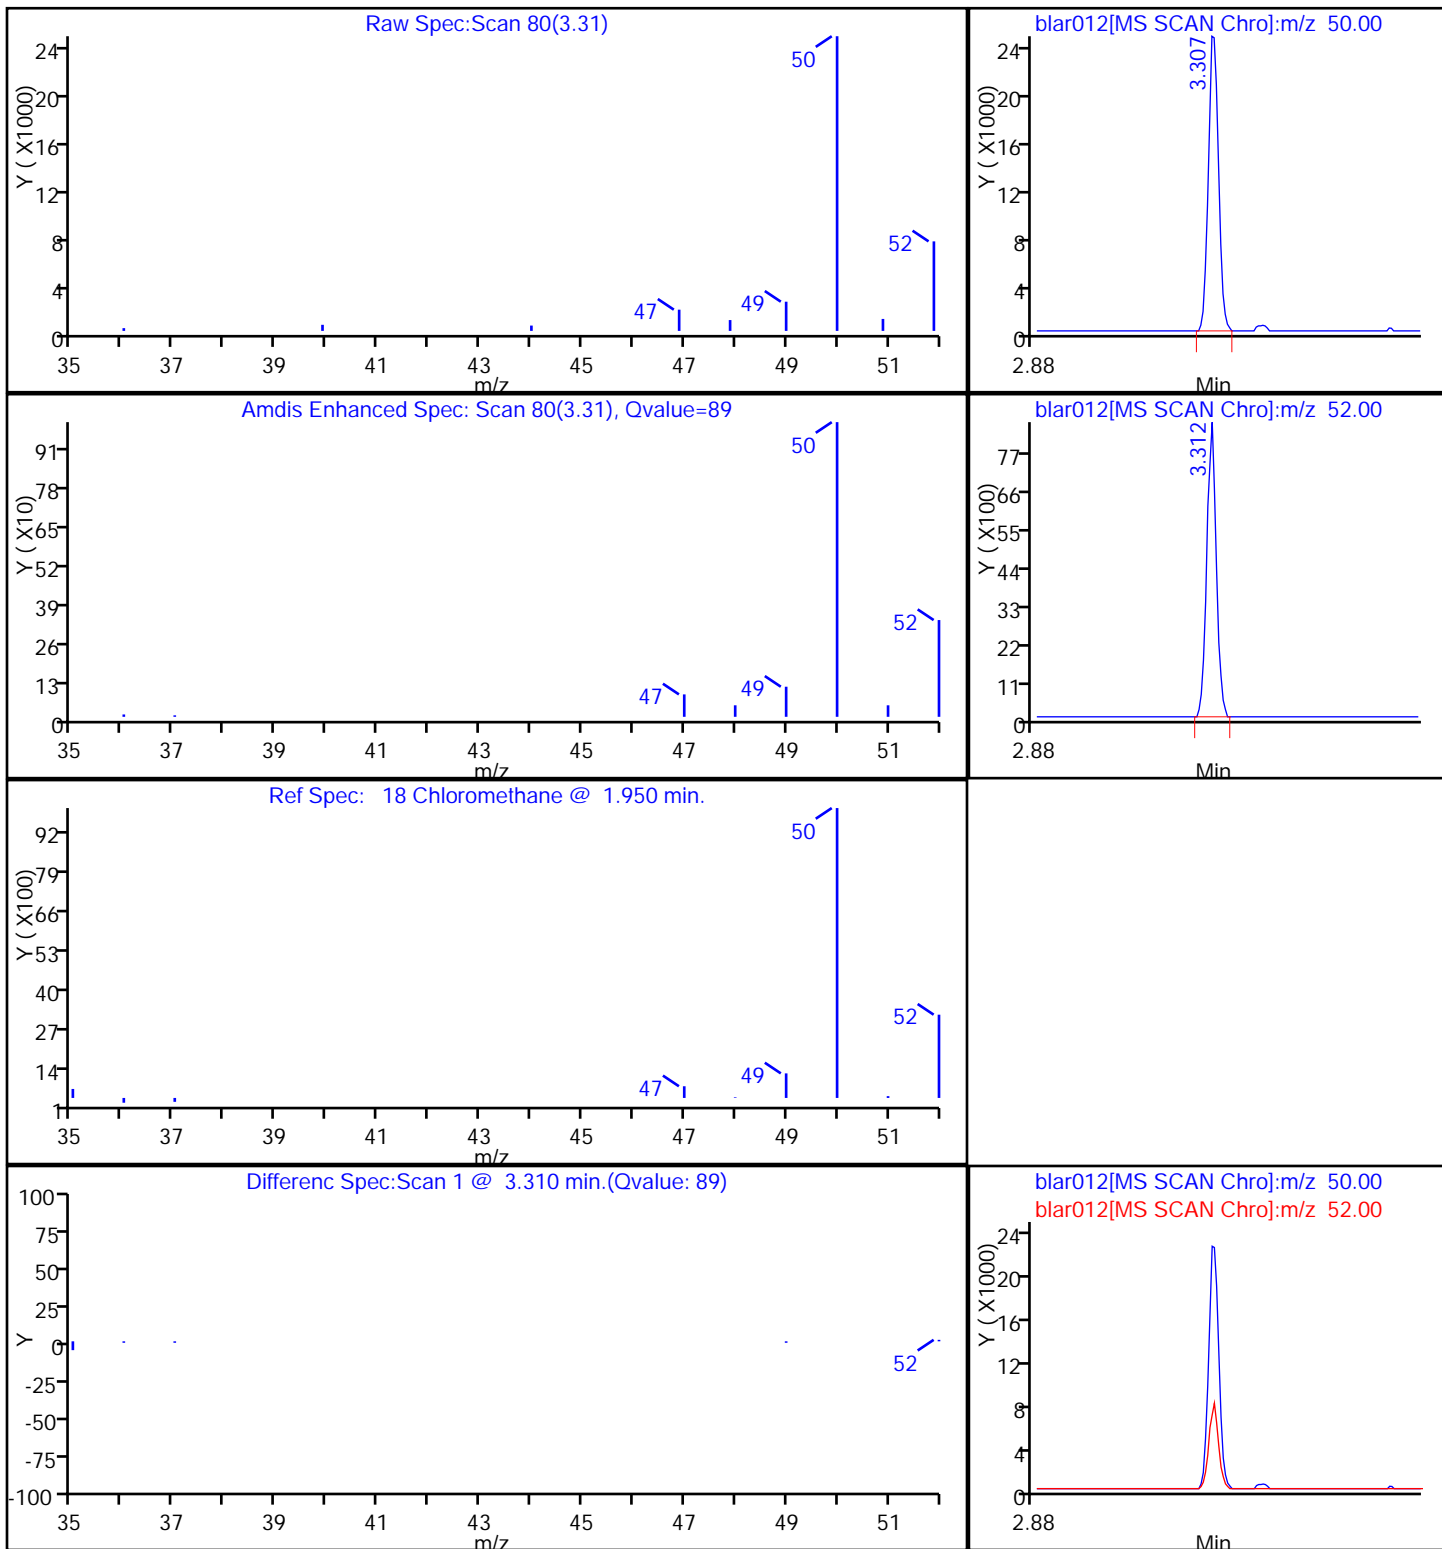 Raw Spec:Scan 80(3.31)
Y ( X1000)
24
20
16
12
8
4
0
50
52
47
49
35 37 39 41 43 45 47 49 51
m/z
blar012[MS SCAN Chro]:m/z 50.00
Y ( X1000)
24
20
16
12
8
4
0
3.307
2.88
Min
Amdis Enhanced Spec: Scan 80(3.31), Qvalue=89
Y ( X10)
91
78
65
52
39
26
13
0
50
52
47
49
35 37 39 41 43 45 47 49 51
m/z
blar012[MS SCAN Chro]:m/z 52.00
Y ( X100)
77
66
55
44
33
22
11
0
3.312
2.88
Min
Ref Spec: 18 Chloromethane @ 1.950 min.
Y ( X100)
92
79
66
53
40
27
14
1
50
52
47
49
35 37 39 41 43 45 47 49 51
m/z
Differenc Spec:Scan 1 @ 3.310 min.(Qvalue: 89)
Y
100
75
50
25
0
-25
-50
-75
-100
52
35 37 39 41 43 45 47 49 51
m/z
blar012[MS SCAN Chro]:m/z 50.00
blar012[MS SCAN Chro]:m/z 52.00
Y ( X1000)
24
20
16
12
8
4
0
2.88
Min